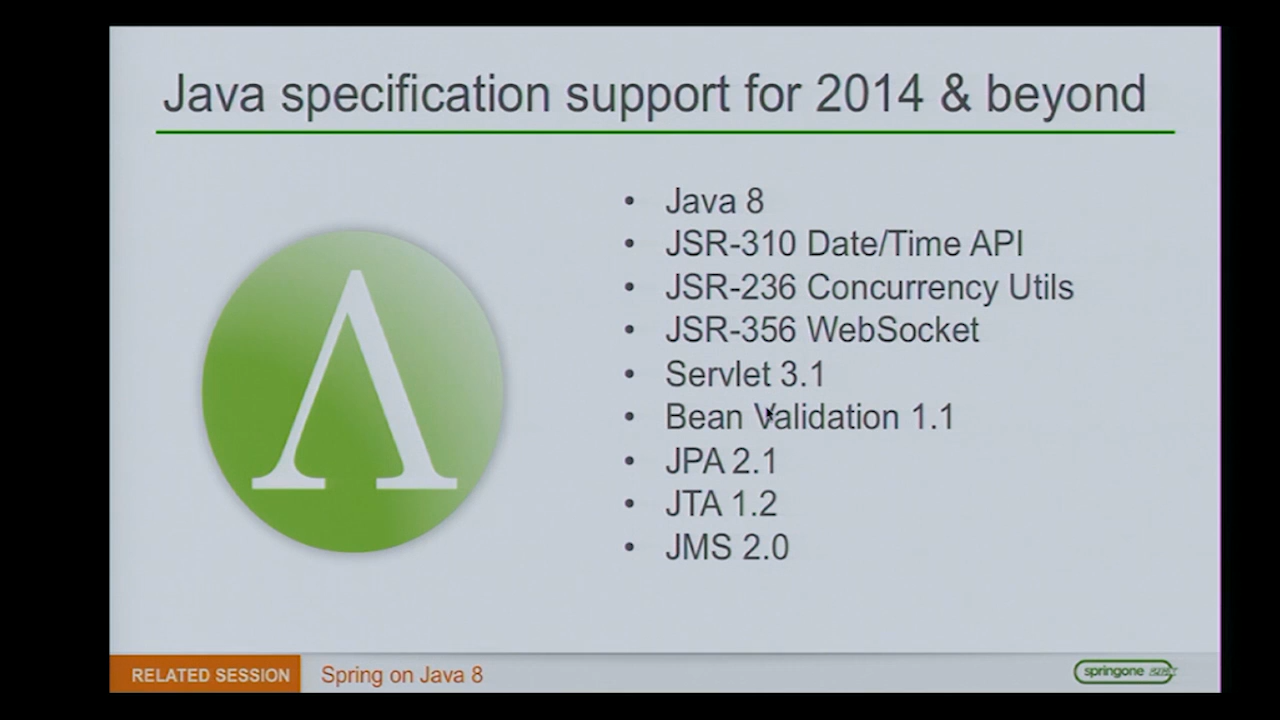 Java specification support for 2014 & beyond
Λ
• Java 8
• JSR-310 Date/Time API
• JSR-236 Concurrency Utils
• JSR-356 WebSocket
• Servlet 3.1
• Bean Validation 1.1
• JPA 2.1
• JTA 1.2
• JMS 2.0
RELATED SESSION
Spring on Java 8
springone